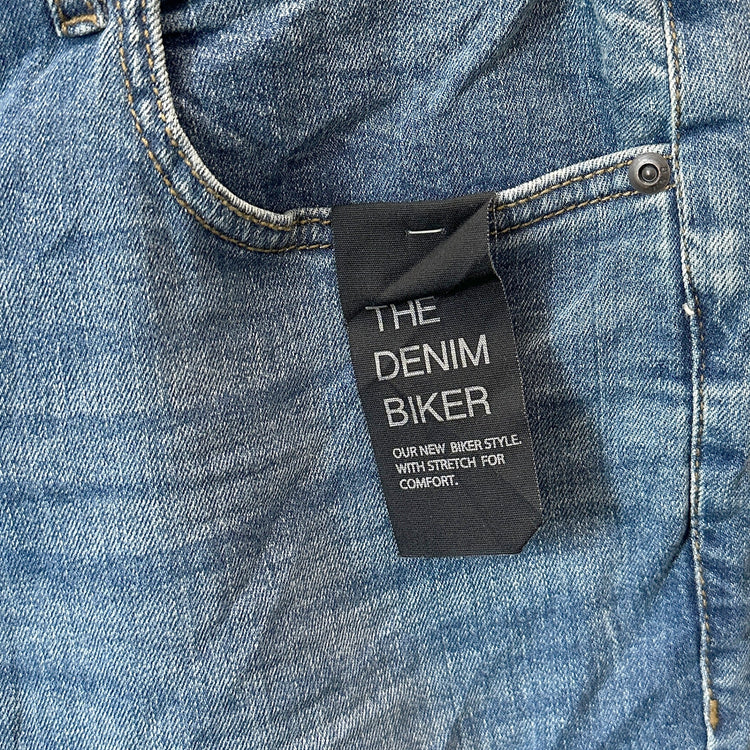 THE
DENIM
BIKER
OUR NEW BIKER STYLE.
WITH STRETCH FOR
COMFORT.